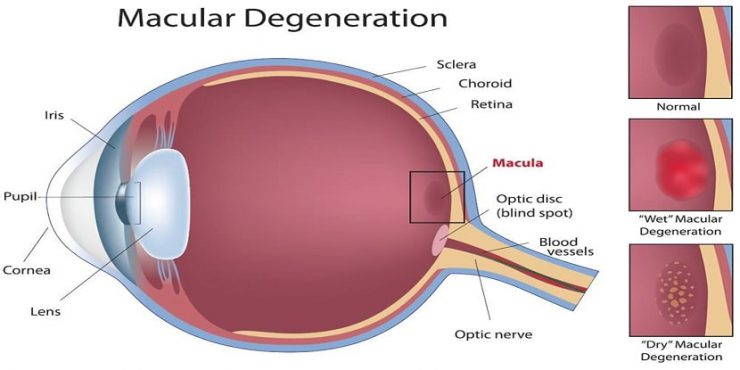 Macular Degeneration
Sclera
Choroid
Retina
Iris
Macula
Pupil
Optic disc
(blind spot)
Blood
vessels
Cornea
Lens
Optic nerve
Normal
“Wet” Macular
Degeneration
“Dry” Macular
Degeneration